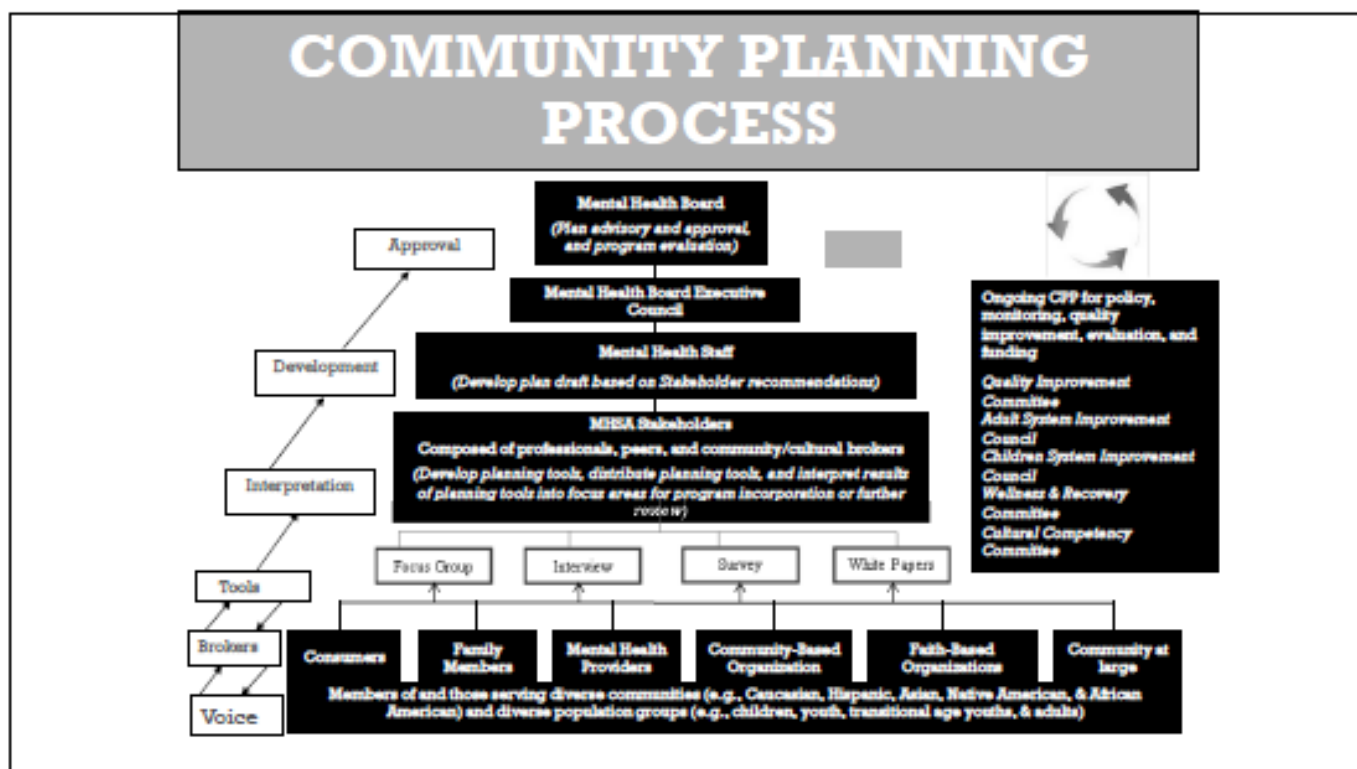 COMMUNITY PLANNING
PROCESS
Mental Health Board
(Plan advisory and approval,
and program evaluation)
Approval
Mental Health Board Executive
Council
Development
Mental Health Staff
(Develop plan draft based on Stakeholder recommendations)
Interpretation
MHSA Stakeholders
Composed of professionals, peers, and community/cultural brokers
(Develop planning tools, distribute planning tools, and interpret results
of planning tools into focus areas for program incorporation or further
review)
Tools
Focus Group
Interview
Survey
White Papers
Brokers
Consumers
Family
Members
Mental Health
Providers
Community-Based
Organization
Faith-Based
Organizations
Community at
large
Voice
Members of and those serving diverse communities (e.g., Caucasian, Hispanic, Asian, Native American, & African
American) and diverse population groups (e.g., children, youth, transitional age youths, & adults)
Ongoing CPP for policy,
monitoring, quality
improvement, evaluation, and
funding
Quality Improvement
Committee
Adult System Improvement
Council
Children System Improvement
Council
Wellness & Recovery
Committee
Cultural Competency
Committee